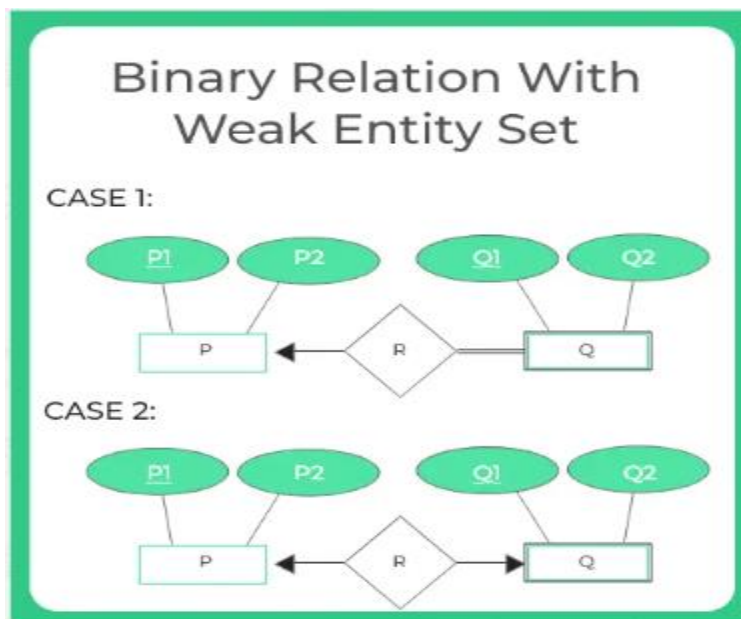 Binary Relation With
Weak Entity Set
CASE 1:
P1 P2 Q1 Q2
P R Q
CASE 2:
P1 P2 Q1 Q2
P R Q